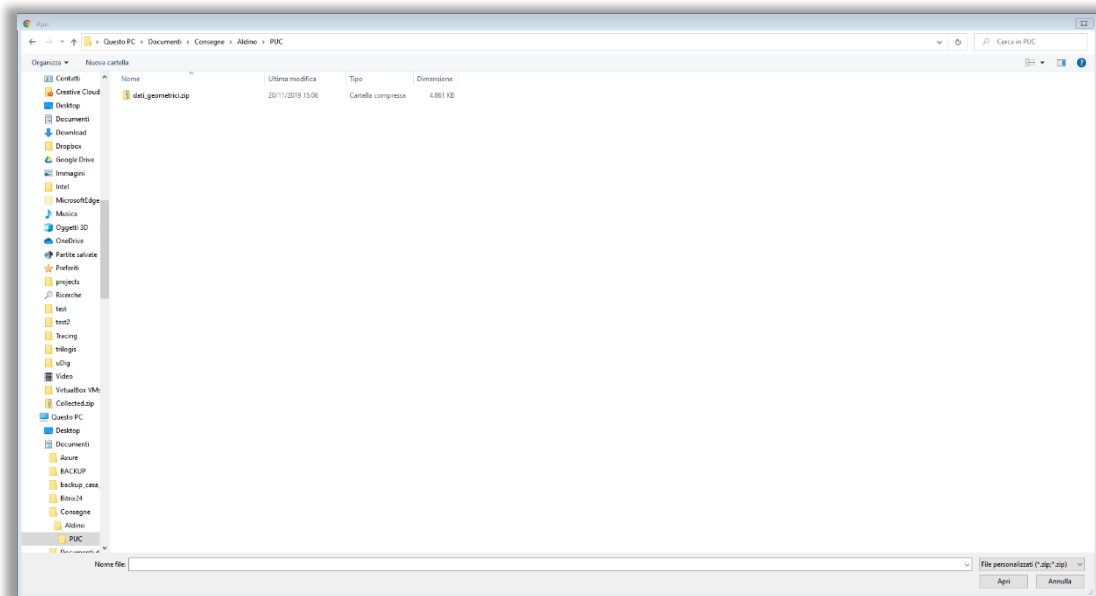 Apri
Questo PC > Documenti > Consegne > Aldino > PUC
Cerca in PUC
Organizza
Nuova cartella
Nome
Ultima modifica
Tipo
Dimensione
dati_geometrici.zip
20/11/2019 15:06
Cartella compressa
4.861 KB
Contatti
Creative Cloud
Desktop
Documenti
Download
Dropbox
Google Drive
Immagini
Intel
MicrosoftEdge
Musica
Oggetti 3D
OneDrive
Partite salvate
Preferiti
projects
Ricerche
test
test2
Tracing
trilogis
uDig
Video
VirtualBox VMs
Collected.zip
Questo PC
Desktop
Documenti
Axure
BACKUP
backup_casa_
Bitrix24
Consegne
Aldino
PUC
Nome file:
File personalizzati (*.zip;*.zip)
Apri
Annulla